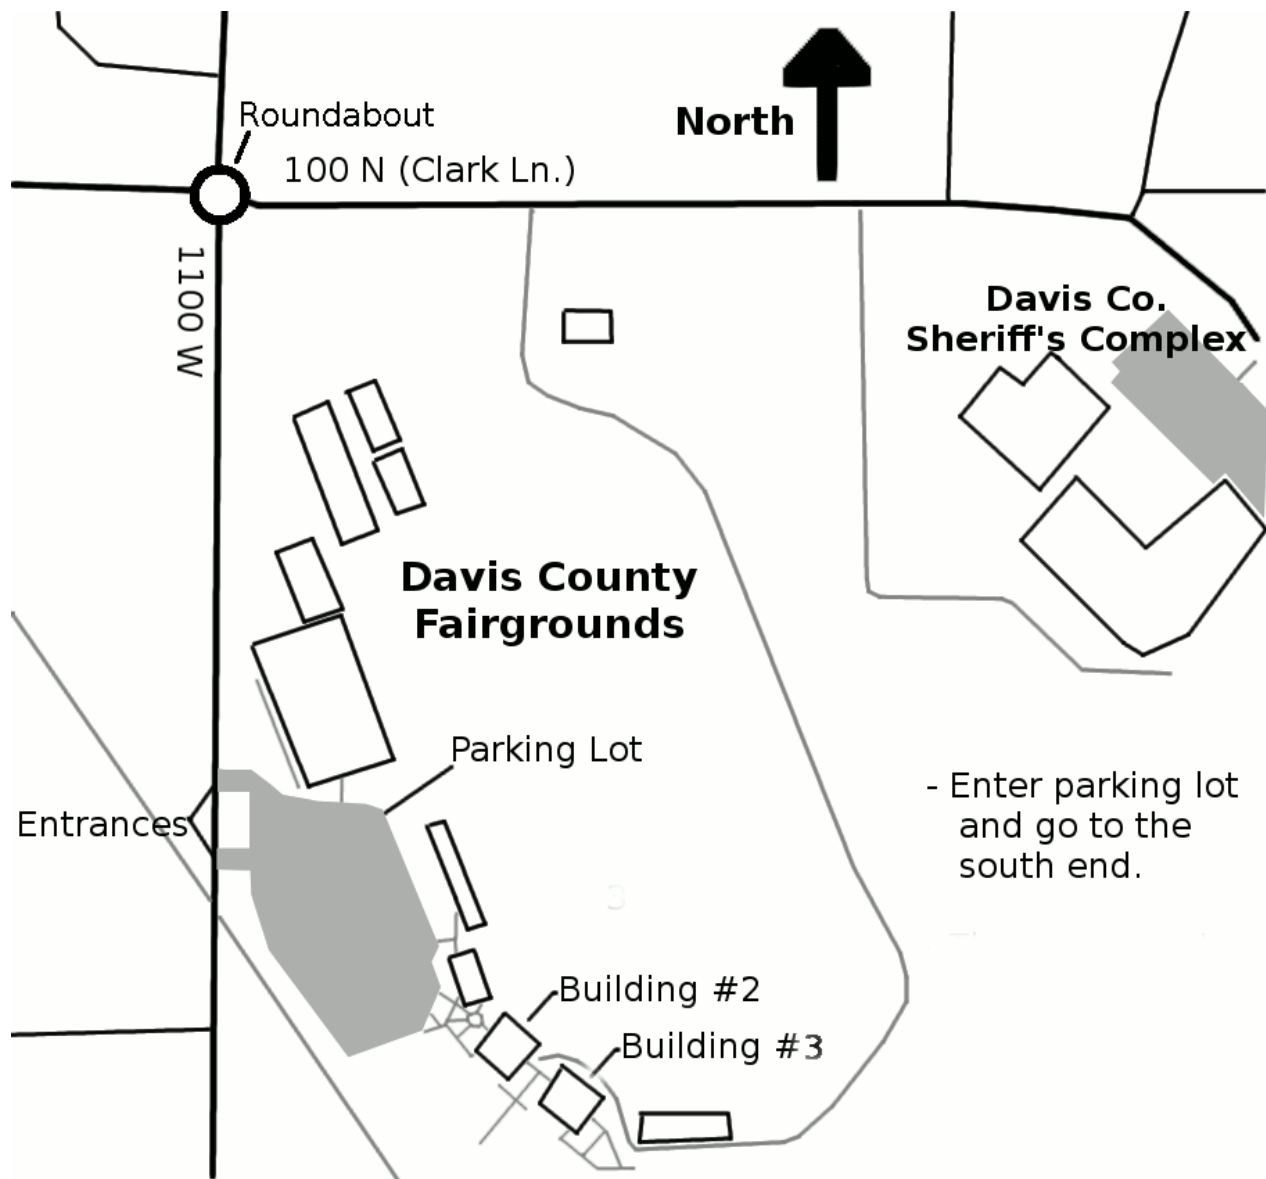 Roundabout
North
100 N (Clark Ln.)
1100 W
Davis Co.
Sheriff's Complex
Davis County
Fairgrounds
Parking Lot
Entrances
- Enter parking lot
and go to the
south end.
3
Building #2
Building #3